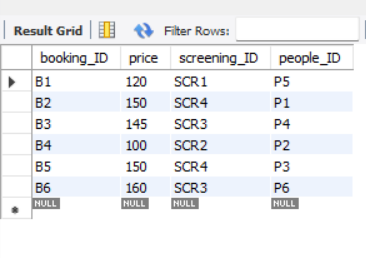 Result Grid Filter Rows:
booking_ID price screening_ID people_ID
B1 120 SCR1 P5
B2 150 SCR4 P1
B3 145 SCR3 P4
B4 100 SCR2 P2
B5 150 SCR4 P3
B6 160 SCR3 P6
NULL NULL NULL NULL